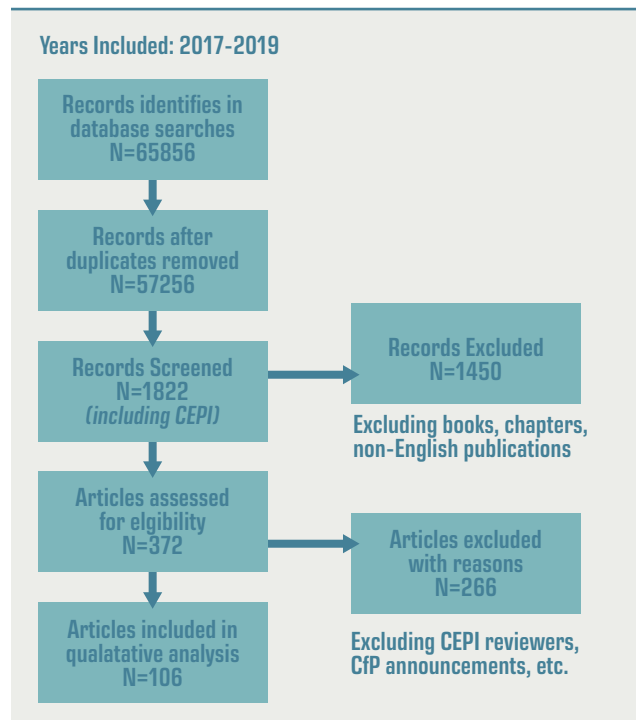 Years Included: 2017-2019
Records identifies in
database searches
N=65856
Records after
duplicates removed
N=57256
Records Screened
N=1822
(including CEPI)
Records Excluded
N=1450
Excluding books, chapters,
non-English publications
Articles assessed
for elgibility
N=372
Articles excluded
with reasons
N=266
Excluding CEPI reviewers,
CfP announcements, etc.
Articles included in
qualatative analysis
N=106